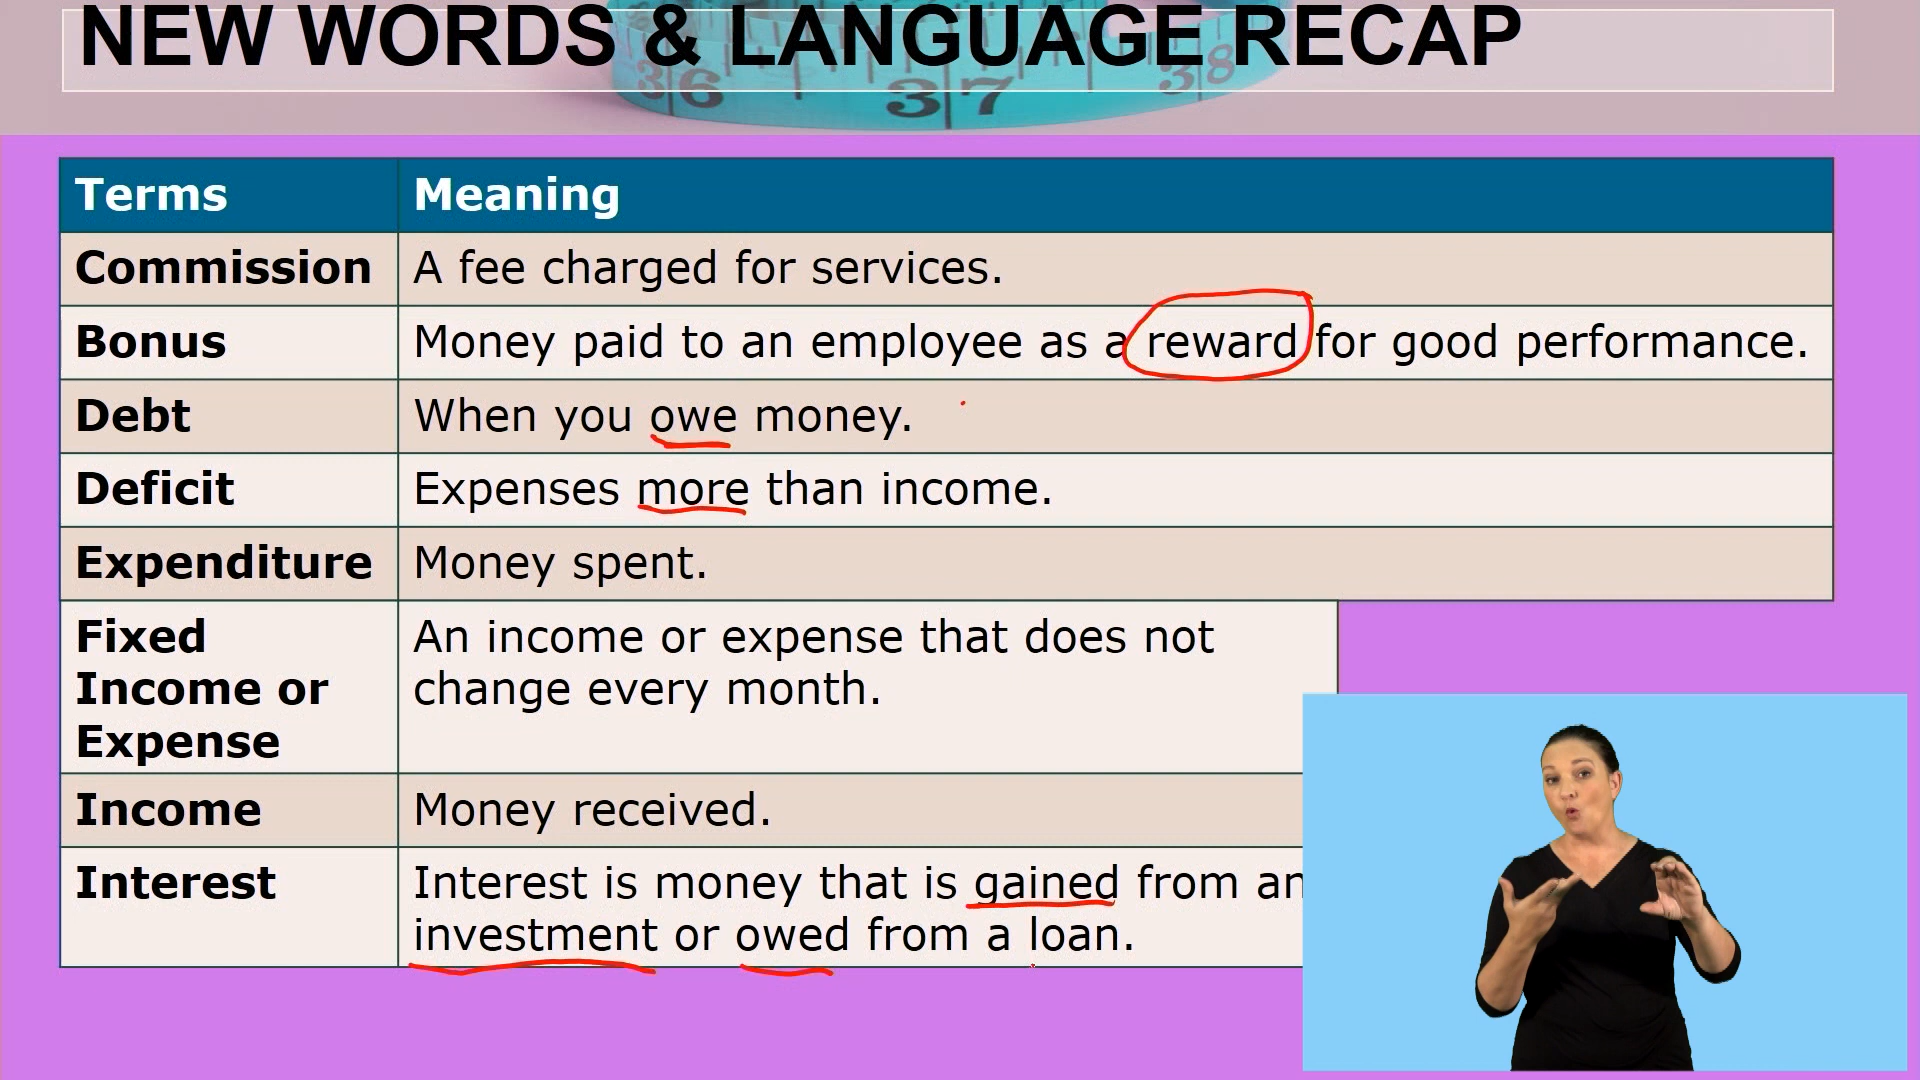 NEW WORDS & LANGUAGE RECAP
36 37 38
Terms Meaning
Commission A fee charged for services.
Bonus Money paid to an employee as a reward for good performance.
Debt When you owe money.
Deficit Expenses more than income.
Expenditure Money spent.
Fixed An income or expense that does not
Income or change every month.
Expense
Income Money received.
Interest Interest is money that is gained from an
investment or owed from a loan.